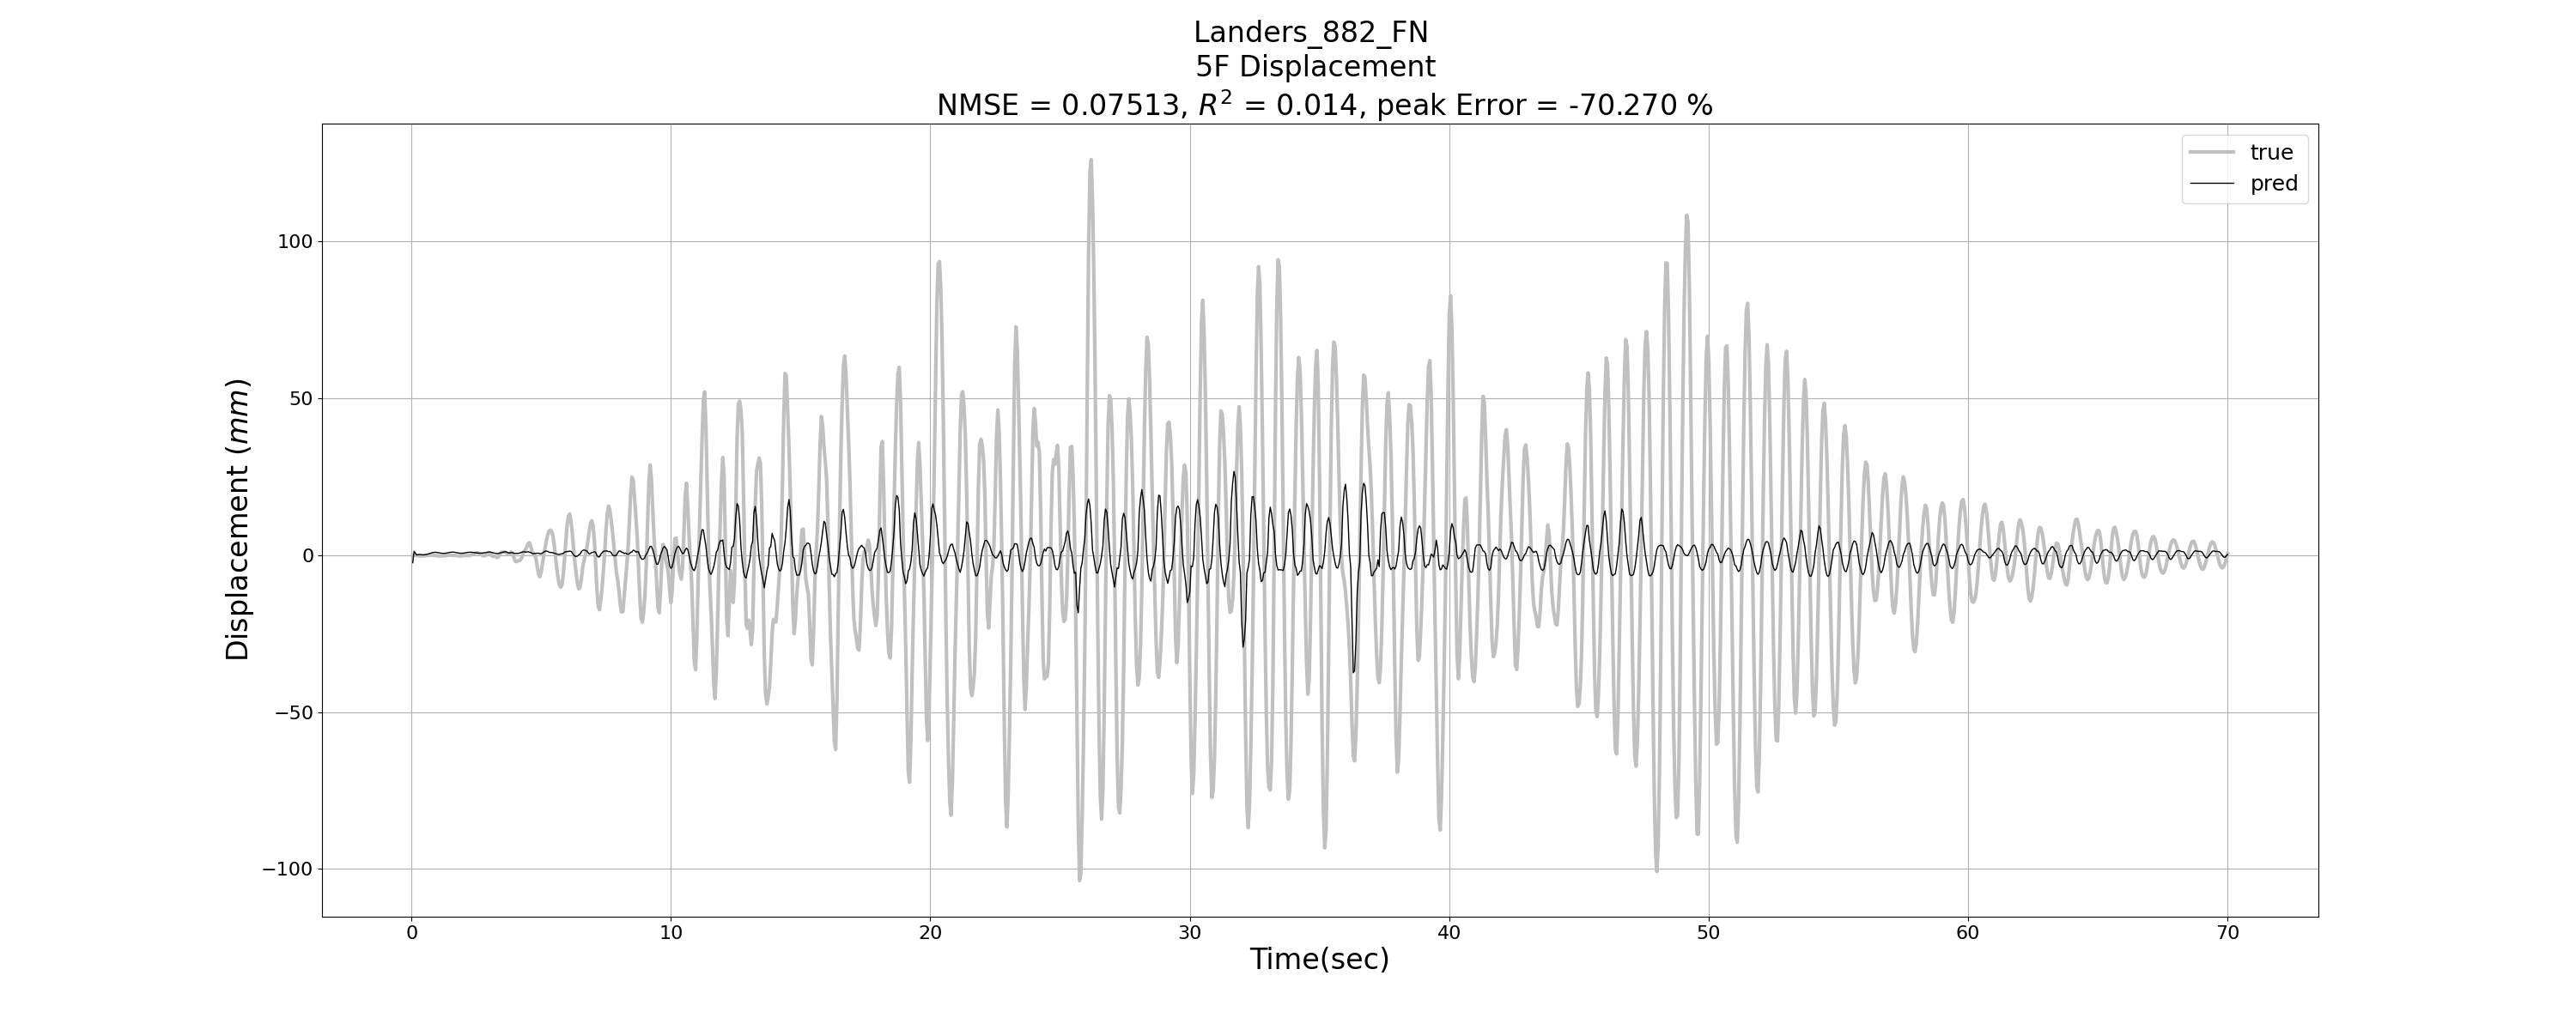 Landers_882_FN
5F Displacement
NMSE = 0.07513, R² = 0.014, peak Error = -70.270 %
true
pred
Displacement (mm)
100
50
0
−50
−100
0 10 20 30 40 50 60 70
Time(sec)